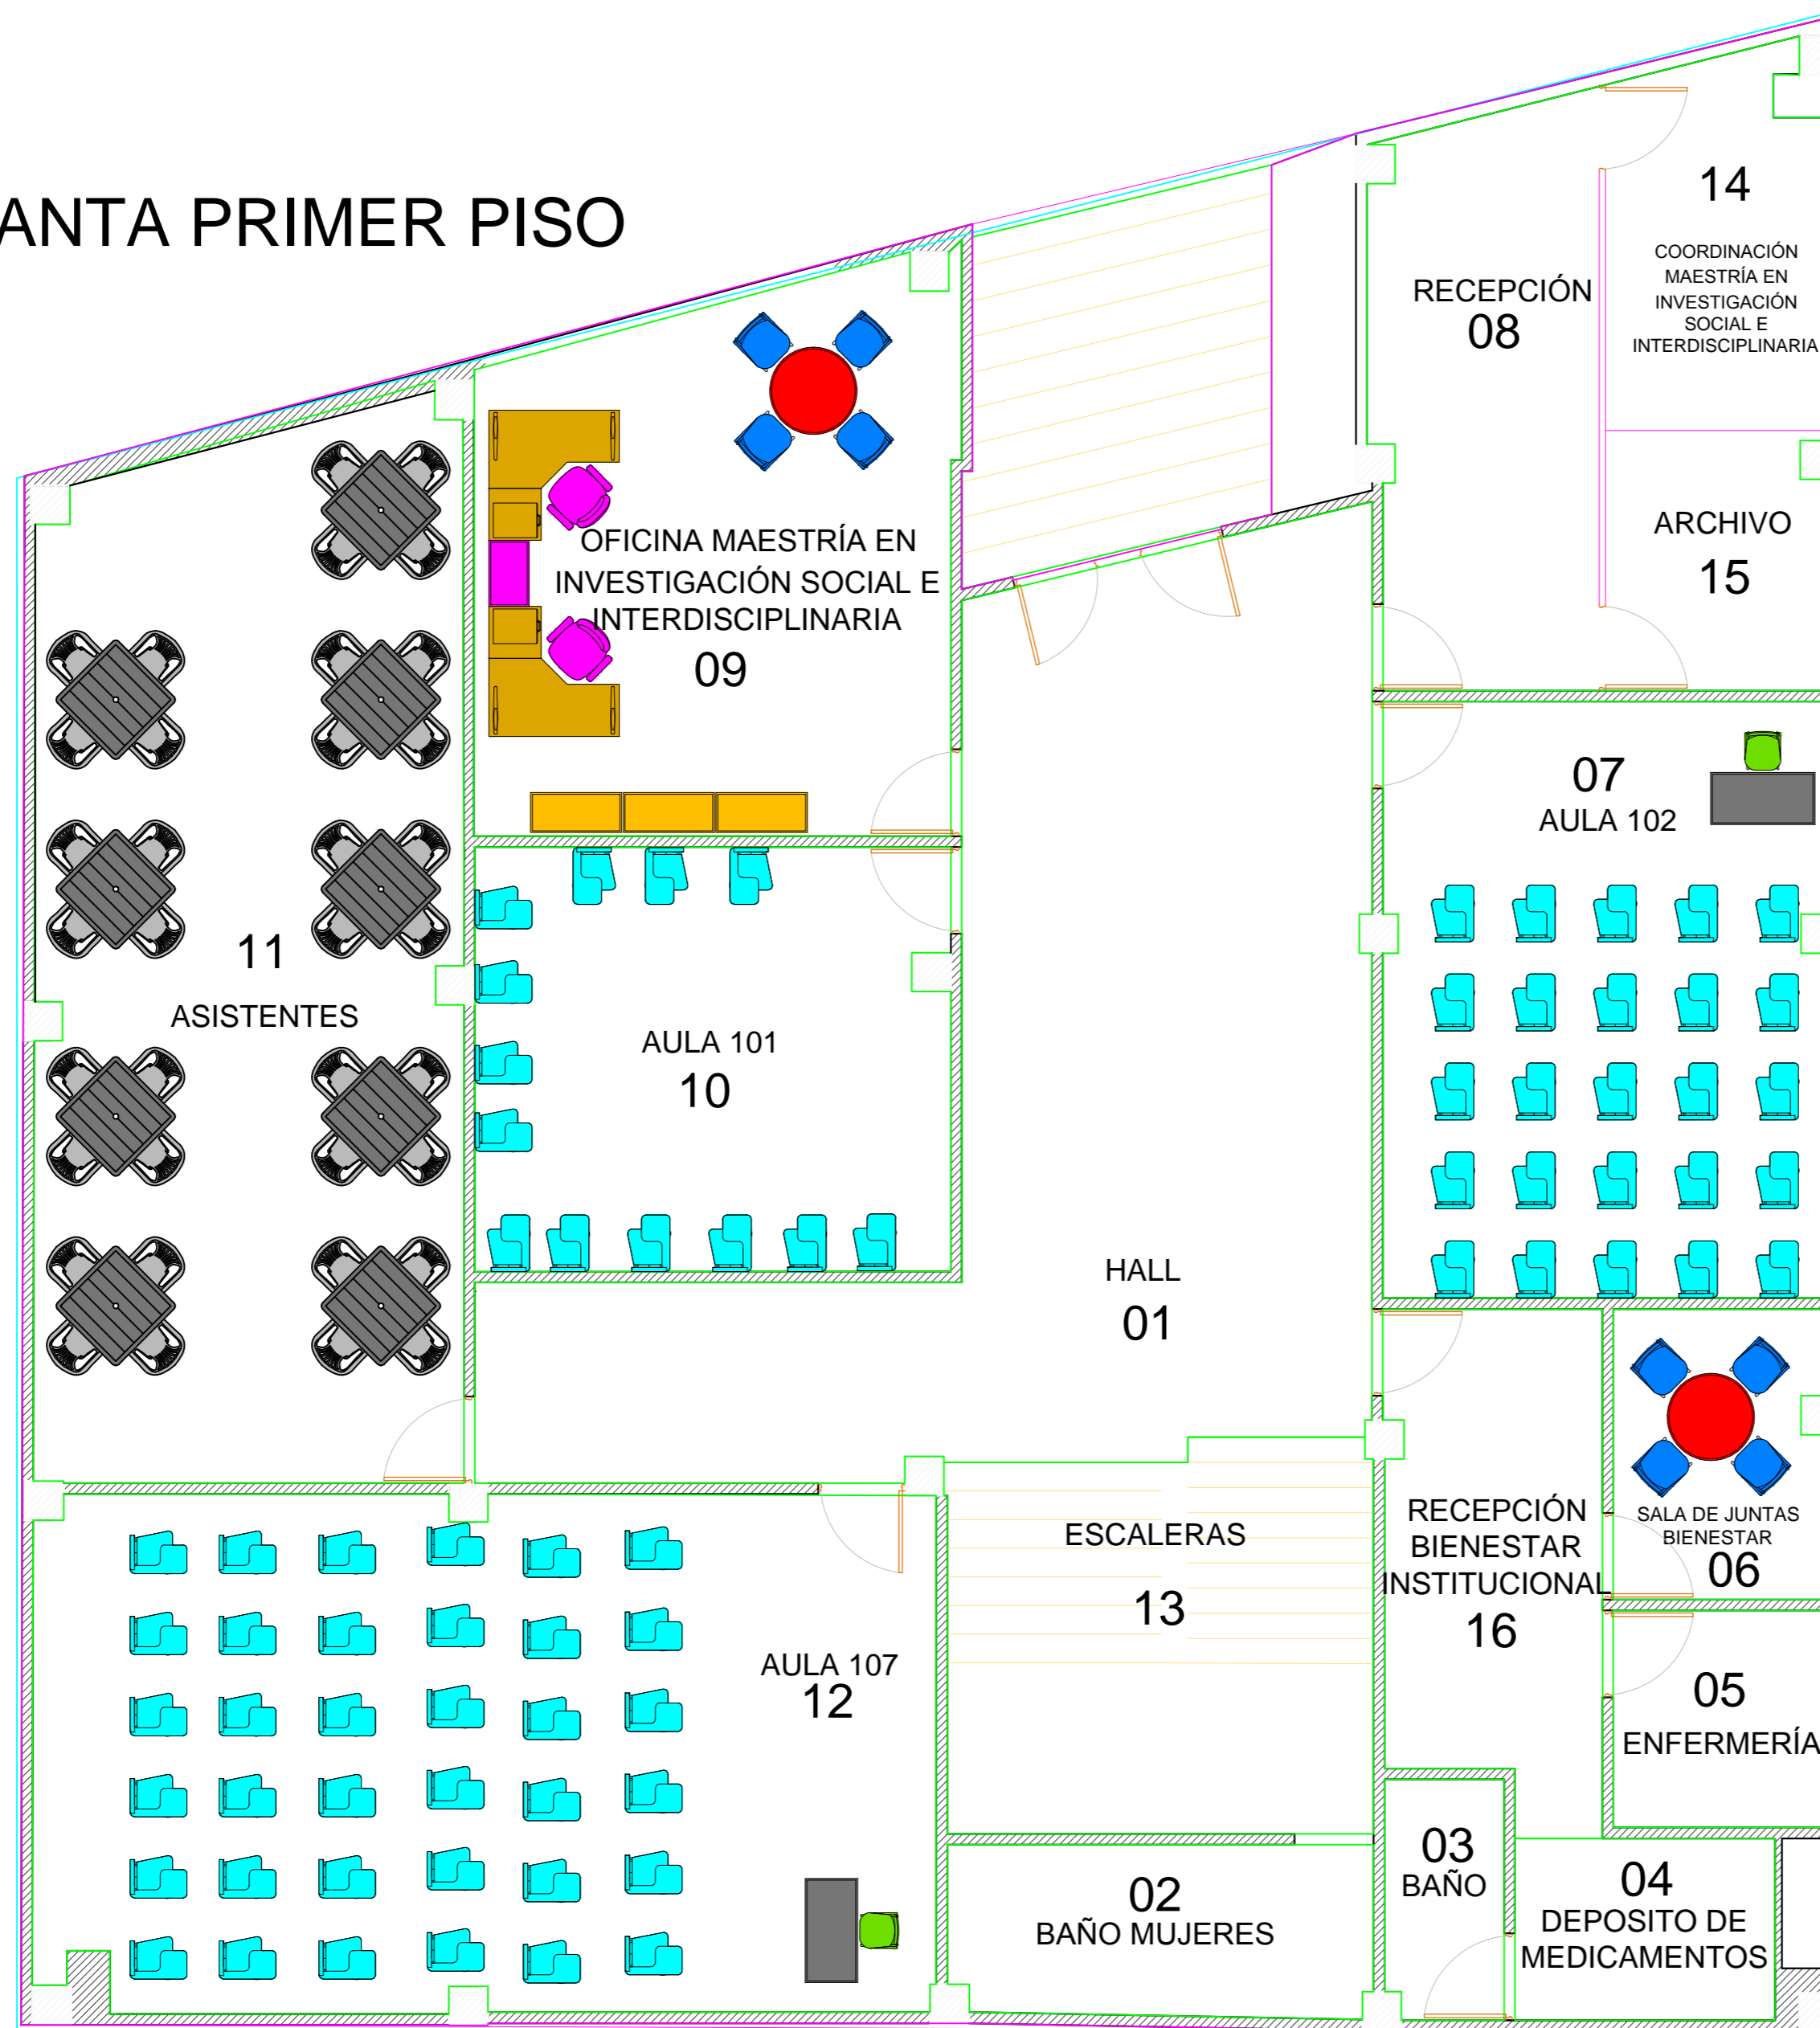 ANTA PRIMER PISO
14
COORDINACIÓN
MAESTRÍA EN
INVESTIGACIÓN
SOCIAL E
INTERDISCIPLINARIA
RECEPCIÓN
08
ARCHIVO
15
OFICINA MAESTRÍA EN
INVESTIGACIÓN SOCIAL E
INTERDISCIPLINARIA
09
07
AULA 102
11
ASISTENTES
AULA 101
10
HALL
01
ESCALERAS
13
RECEPCIÓN
BIENESTAR
INSTITUCIONAL
16
SALA DE JUNTAS
BIENESTAR
06
AULA 107
12
05
ENFERMERÍA
03
BAÑO
04
DEPOSITO DE
MEDICAMENTOS
02
BAÑO MUJERES